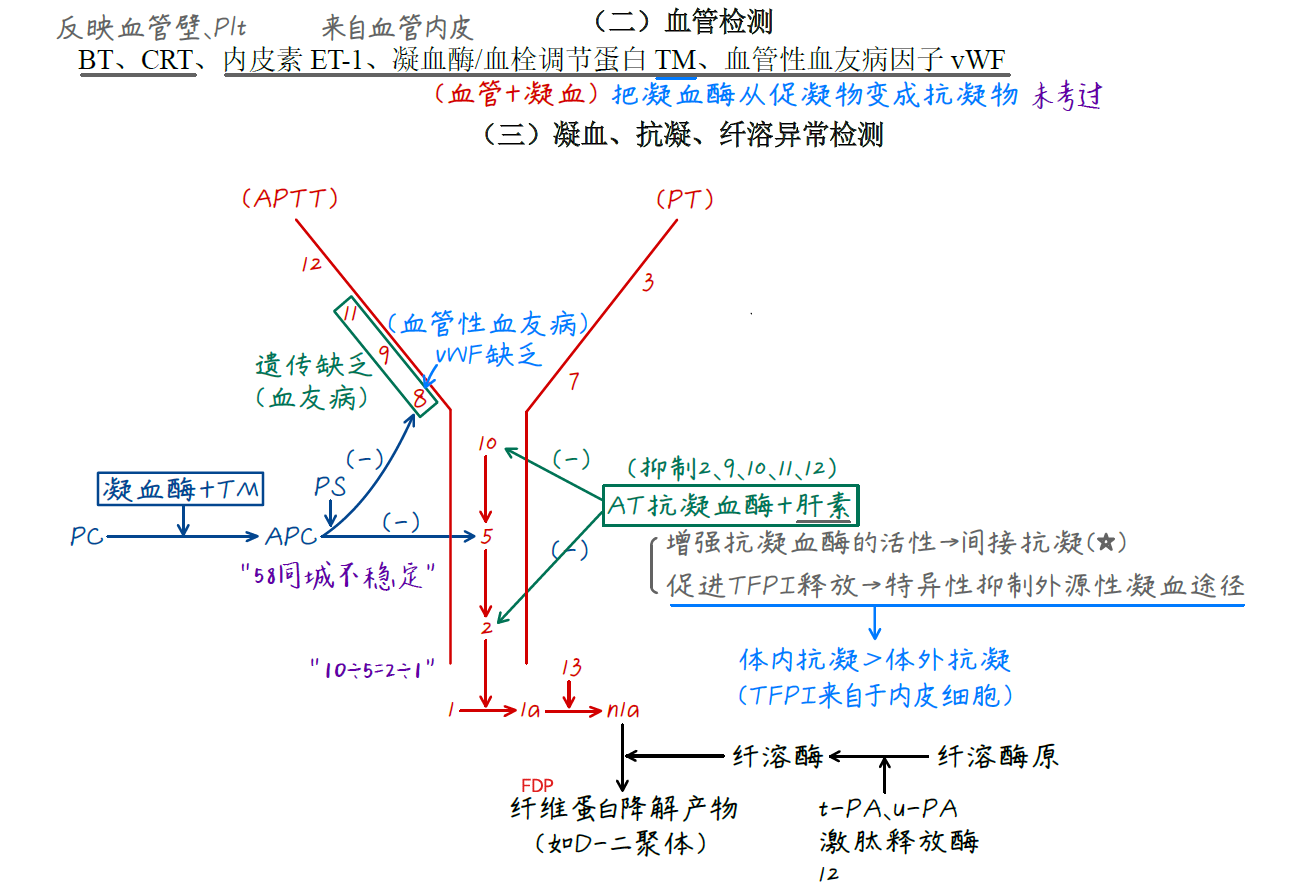 （二）血管检测
反映血管壁、Plt
来自血管内皮
BT、CRT、内皮素 ET-1、凝血酶/血栓调节蛋白 TM、血管性血友病因子 vWF
（血管+凝血）把凝血酶从促凝物变成抗凝物 未考过
（三）凝血、抗凝、纤溶异常检测
(APTT)
(PT)
12
3
11
(血管性血友病)
9
vWF缺乏
遗传缺乏
7
(血友病)
8
10
(-)
(-)
(抑制2、9、10、11、12)
凝血酶+TM
PS
AT抗凝血酶+肝素
PC
APC
(-)
5
(-)
增强抗凝血酶的活性→间接抗凝(★)
"58同城不稳定"
促进TFPI释放→特异性抑制外源性凝血途径
2
"10÷5=2÷1"
13
体内抗凝>体外抗凝
(TFPI来自于内皮细胞)
1
1a
n1a
纤溶酶
纤溶酶原
FDP
纤维蛋白降解产物
t-PA、u-PA
(如D-二聚体)
激肽释放酶
12